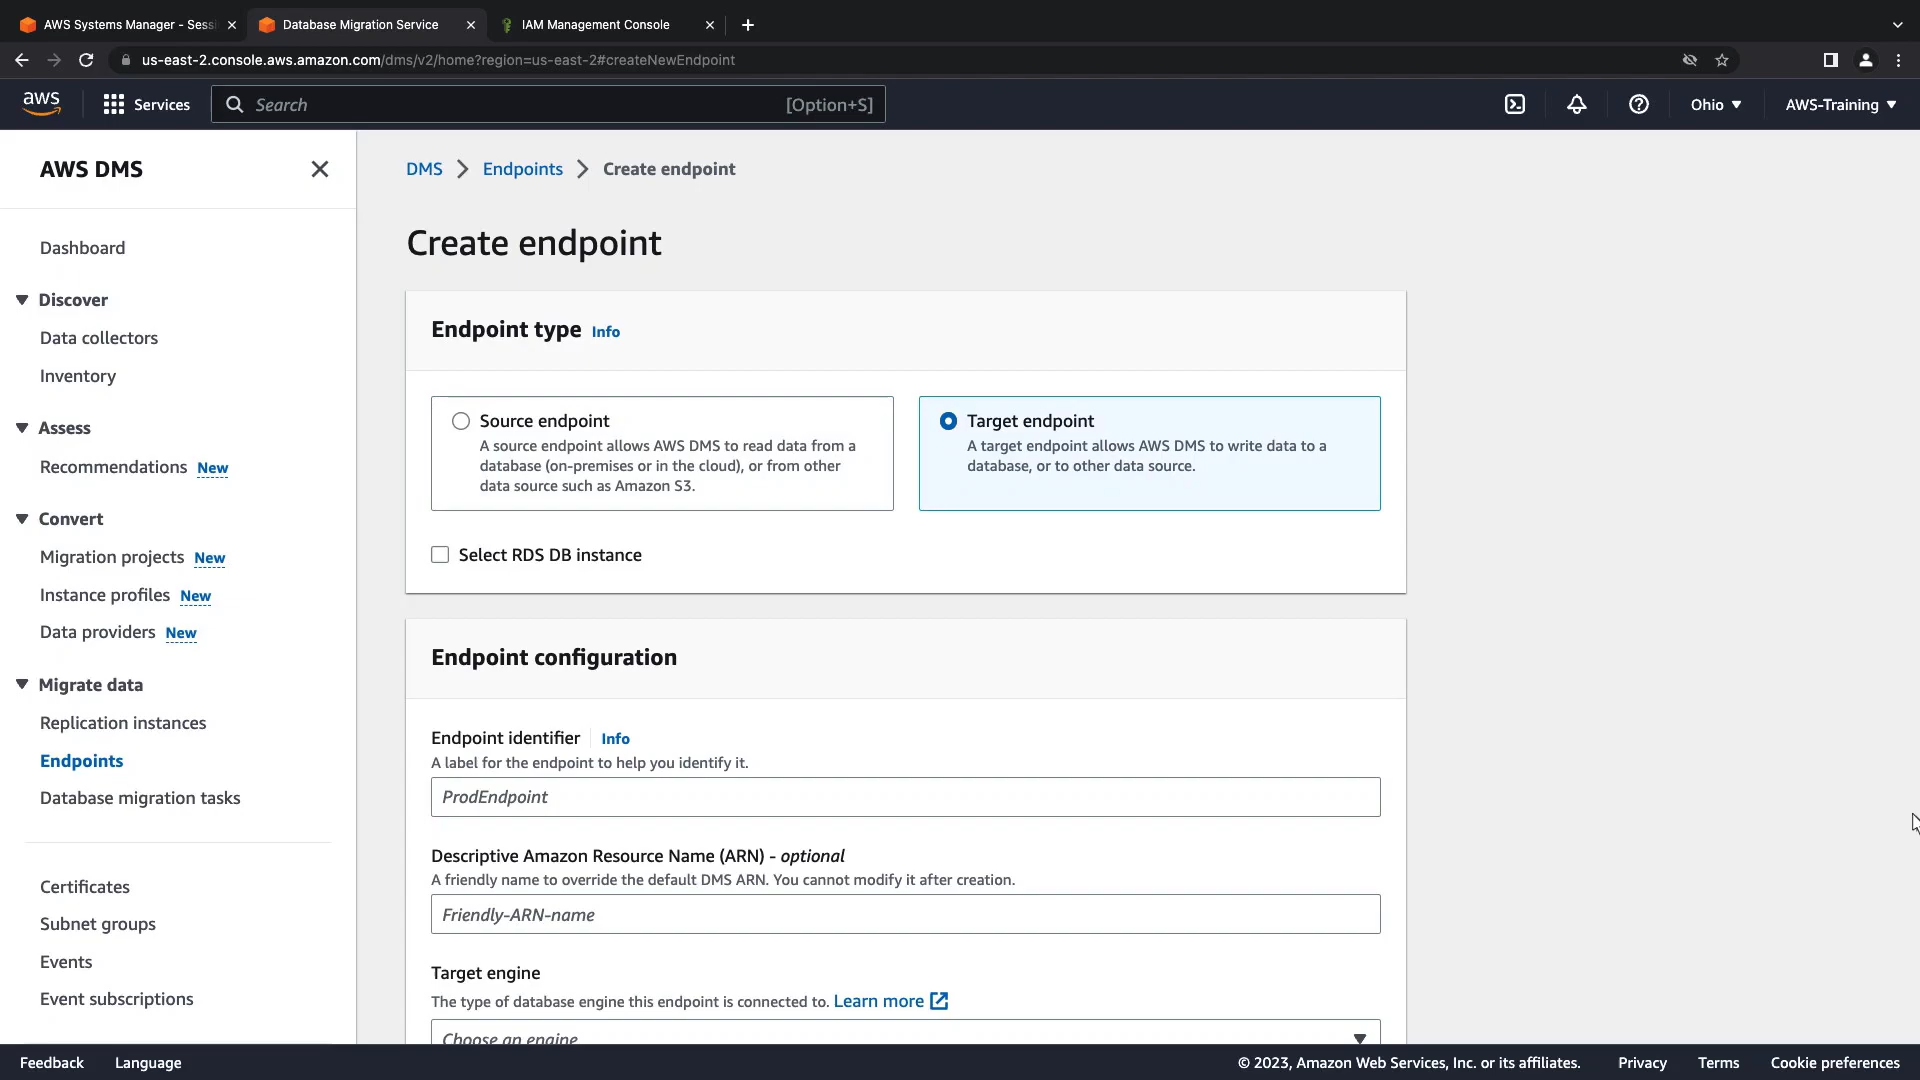 AWS Systems Manager - Sess
Database Migration Service
IAM Management Console
us-east-2.console.aws.amazon.com/dms/v2/home?region=us-east-2#createNewEndpoint
aws
Services
Search
[Option+S]
Ohio
AWS-Training
AWS DMS
Dashboard
Discover
Data collectors
Inventory
Assess
Recommendations New
Convert
Migration projects New
Instance profiles New
Data providers New
Migrate data
Replication instances
Endpoints
Database migration tasks
Certificates
Subnet groups
Events
Event subscriptions
DMS
Endpoints
Create endpoint
Create endpoint
Endpoint type Info
Source endpoint
A source endpoint allows AWS DMS to read data from a
database (on-premises or in the cloud), or from other
data source such as Amazon S3.
Target endpoint
A target endpoint allows AWS DMS to write data to a
database, or to other data source.
Select RDS DB instance
Endpoint configuration
Endpoint identifier Info
A label for the endpoint to help you identify it.
ProdEndpoint
Descriptive Amazon Resource Name (ARN) - optional
A friendly name to override the default DMS ARN. You cannot modify it after creation.
Friendly-ARN-name
Target engine
The type of database engine this endpoint is connected to. Learn more
Choose an engine
Feedback
Language
© 2023, Amazon Web Services, Inc. or its affiliates.
Privacy
Terms
Cookie preferences